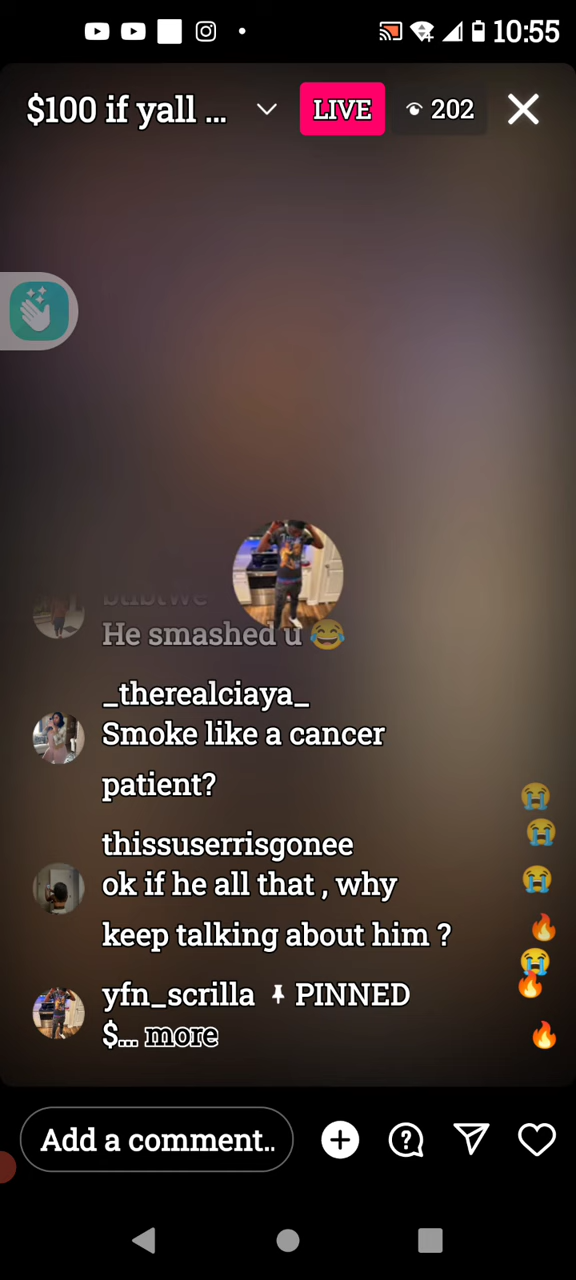 10:55
$100 if yall ...
LIVE
202
He smashed u 😂
_therealciaya_
Smoke like a cancer
patient?
thissuserrisgonee
ok if he all that , why
keep talking about him ?
yfn_scrilla PINNED
$... more
Add a comment..